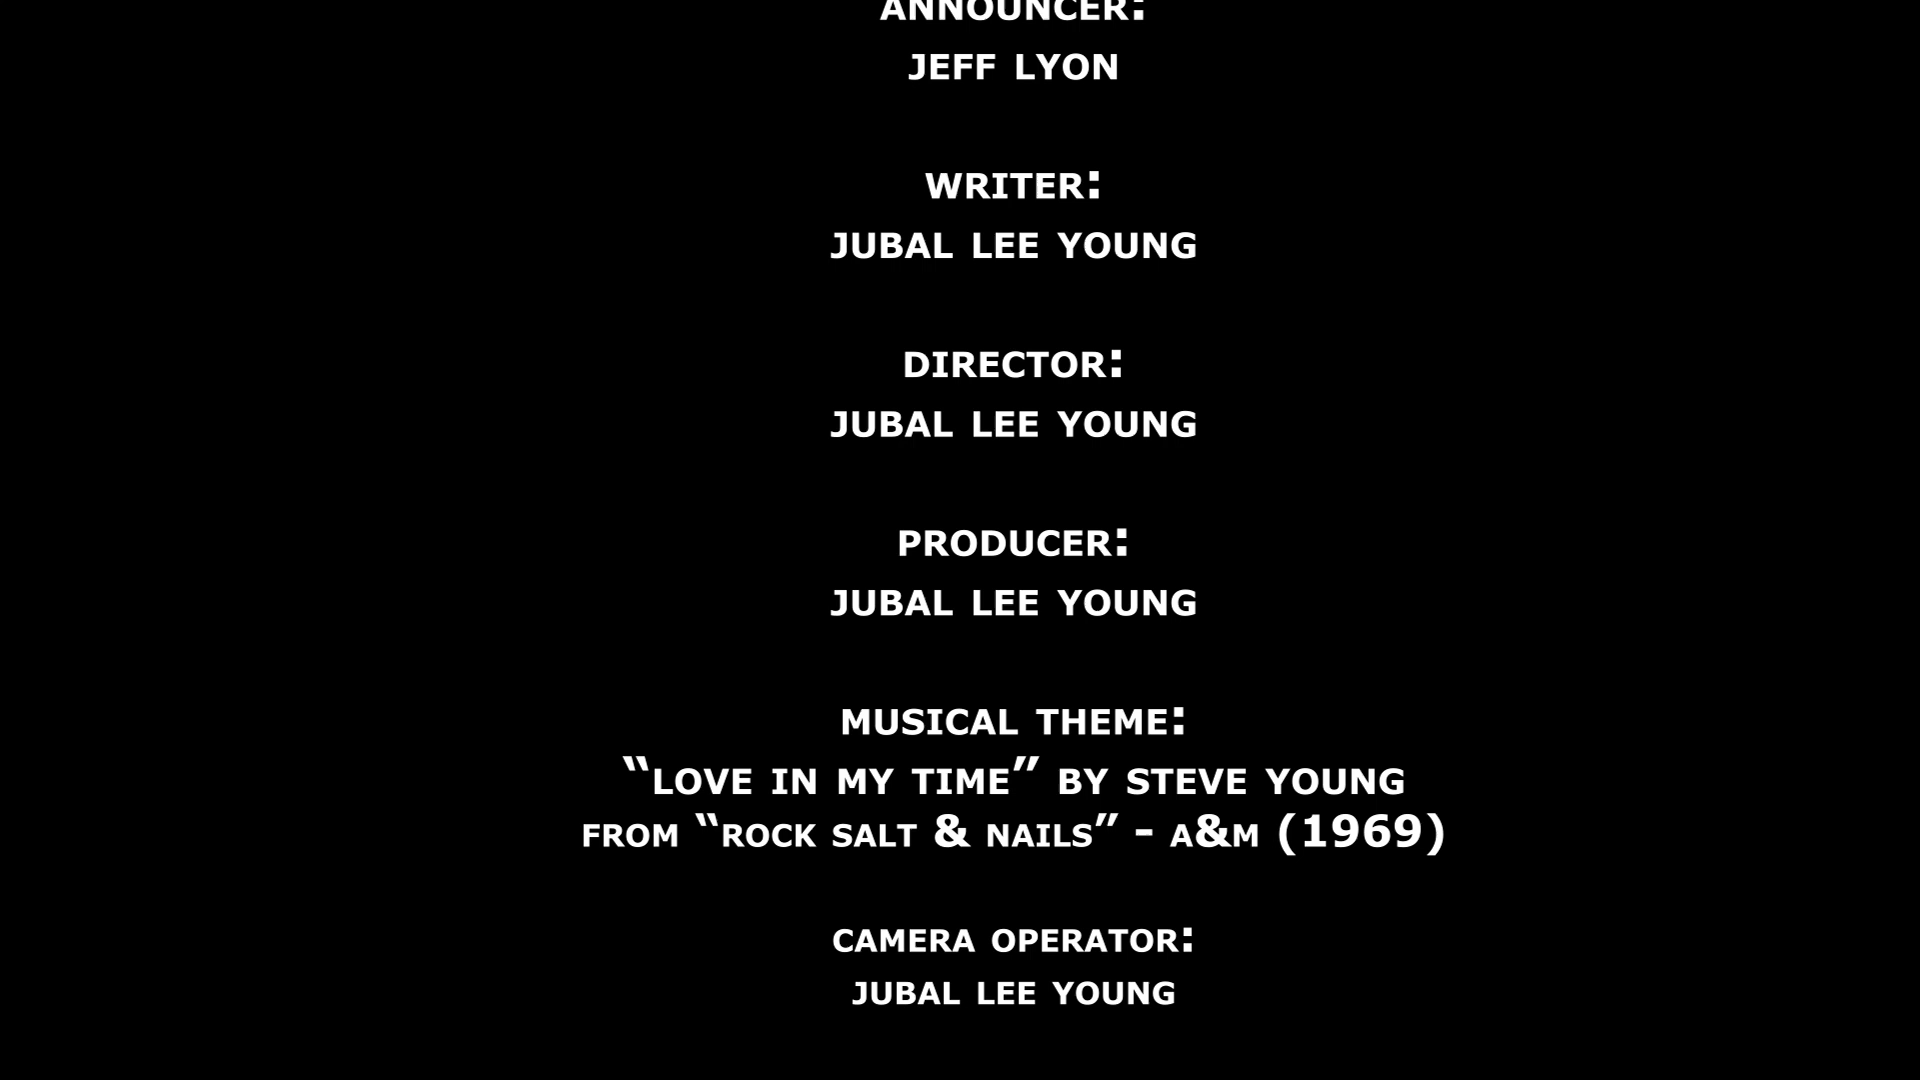 ANNOUNCER:
JEFF LYON
WRITER:
JUBAL LEE YOUNG
DIRECTOR:
JUBAL LEE YOUNG
PRODUCER:
JUBAL LEE YOUNG
MUSICAL THEME:
“LOVE IN MY TIME” BY STEVE YOUNG
FROM “ROCK SALT & NAILS” - A&M (1969)
CAMERA OPERATOR:
JUBAL LEE YOUNG